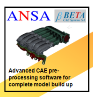 ANSA
BETA
Advanced CAE pre-
processing software for
complete model build up